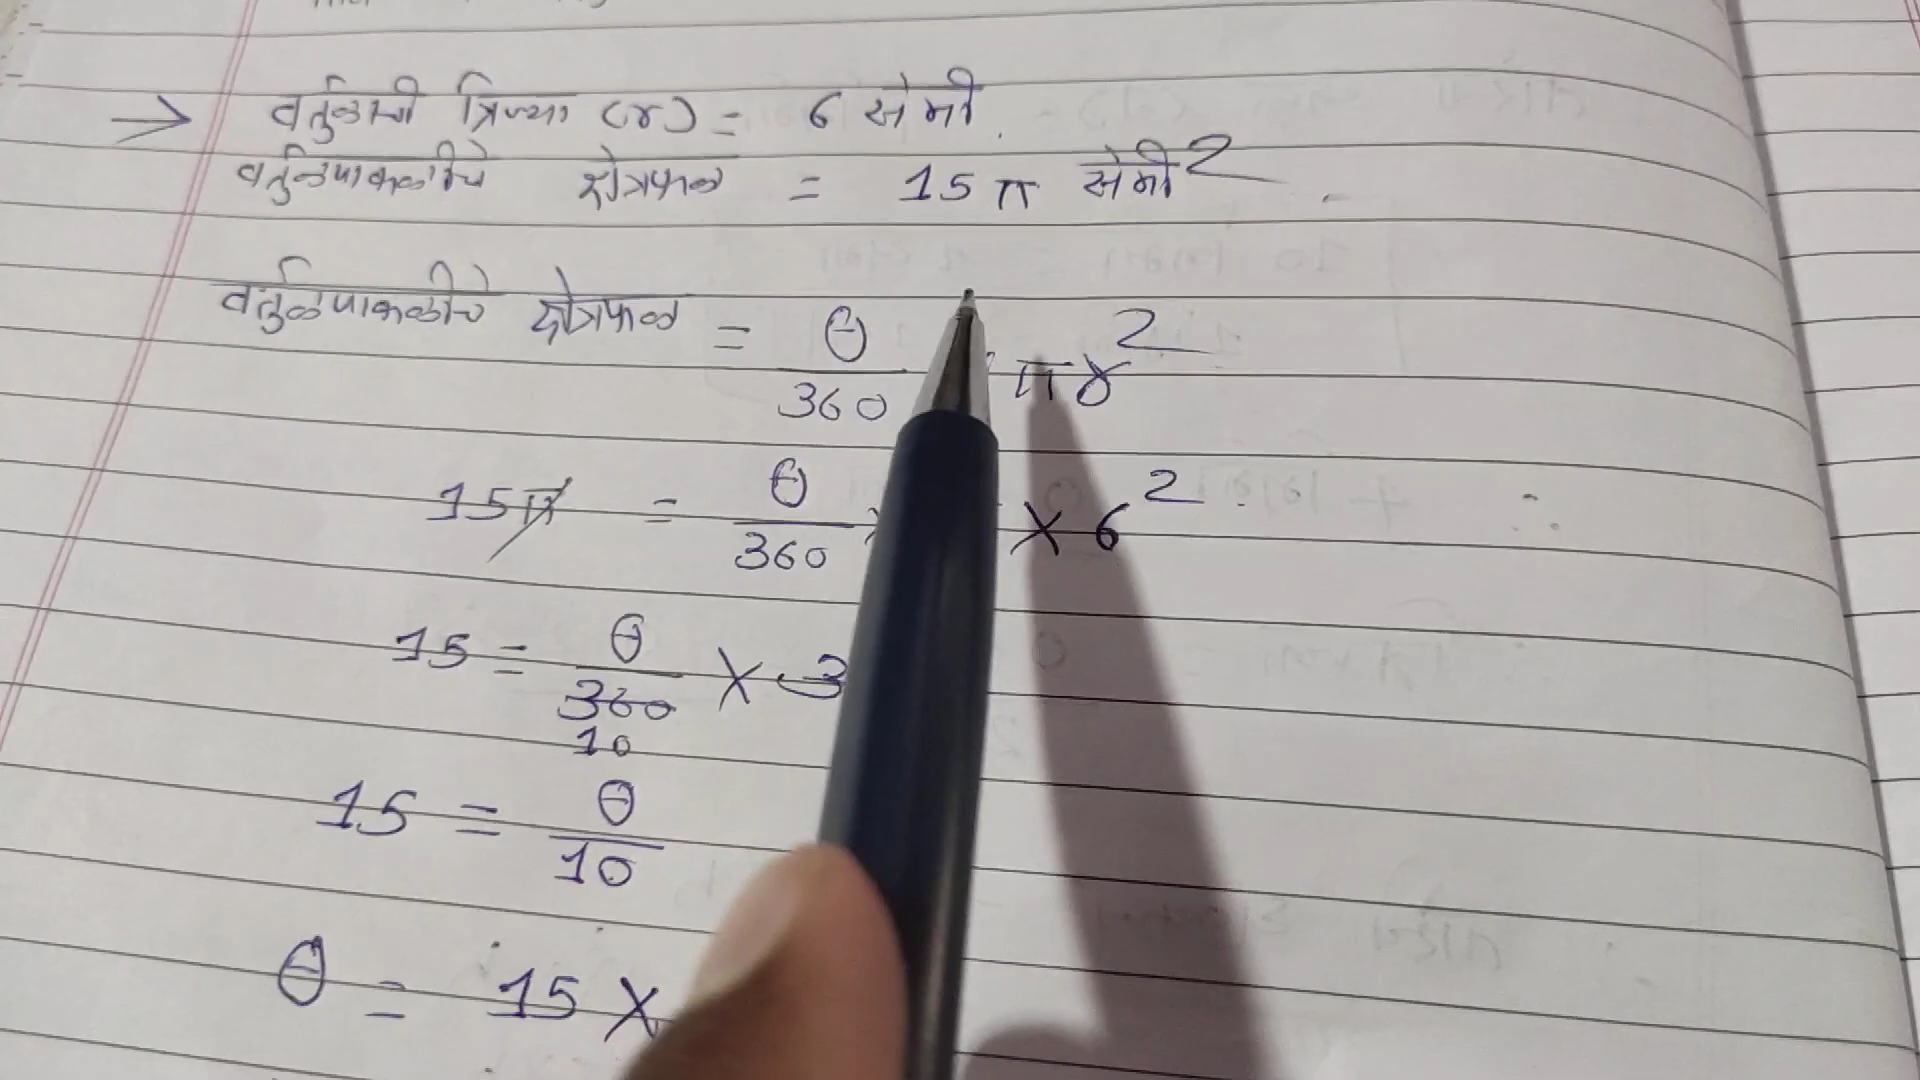 → वर्तुळाची त्रिज्या (r) = 6 सेमी.
वर्तुळपाकळीचे क्षेत्रफळ = 15π सेमी²
वर्तुळपाकळीचे क्षेत्रफळ = θ/360 πr²
15π = θ/360 × 6²
15 = θ/360 × 3
10
15 = θ/10
θ = 15 ×